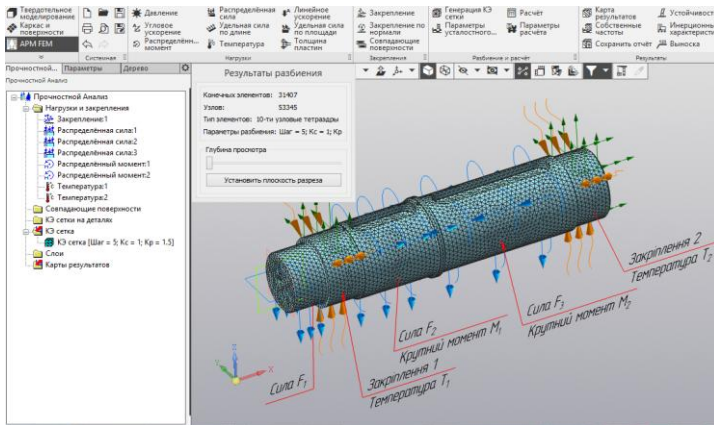 Твердотельное моделирование
Каркас и поверхности
APM FEM
Системная
Давление
Угловое ускорение
Распределённ... момент
Распределённая сила
Удельная сила по длине
Температура
Линейное ускорение
Удельная сила по площади
Толщина пластин
Нагрузки
Закрепление
Закрепление по нормали
Совпадающие поверхности
Закрепления
Генерация КЭ сетки
Параметры усталостного...
Расчёт
Параметры расчёта
Разбиение и расчёт
Карта результатов
Собственные частоты
Сохранить отчёт
Устойчивость
Инерционные характеристи
Выноска
Результаты
Прочностной...
Параметры
Дерево
Прочностной Анализ
Прочностной Анализ
Нагрузки и закрепления
Закрепление:1
Распределённая сила:1
Распределённая сила:2
Распределённая сила:3
Распределённый момент:1
Распределённый момент:2
Температура:1
Температура:2
Совпадающие поверхности
КЭ сетки на деталях
КЭ сетка
КЭ сетка [Шаг = 5; Кс = 1; Кр = 1.5]
Слои
Карты результатов
Результаты разбиения
Конечных элементов: 31407
Узлов: 53345
Тип элементов: 10-ти узловые тетраэдры
Параметры разбиения: Шаг = 5; Кс = 1; Кр
Глубина просмотра
Установить плоскость разреза
Закріплення 2
Температура T₂
Сила F₃
Крутний момент M₂
Сила F₂
Крутний момент M₁
Закріплення 1
Температура T₁
Сила F₁
Z
Y
X